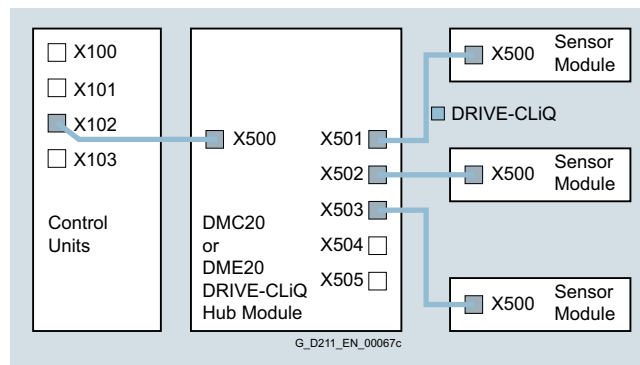 X100
X101
X102
X103
Control
Units
X500
X501
X502
X503
X504
X505
DMC20
or
DME20
DRIVE-CLiQ
Hub Module
X500
Sensor
Module
DRIVE-CLiQ
X500
Sensor
Module
X500
Sensor
Module
G_D211_EN_00067c